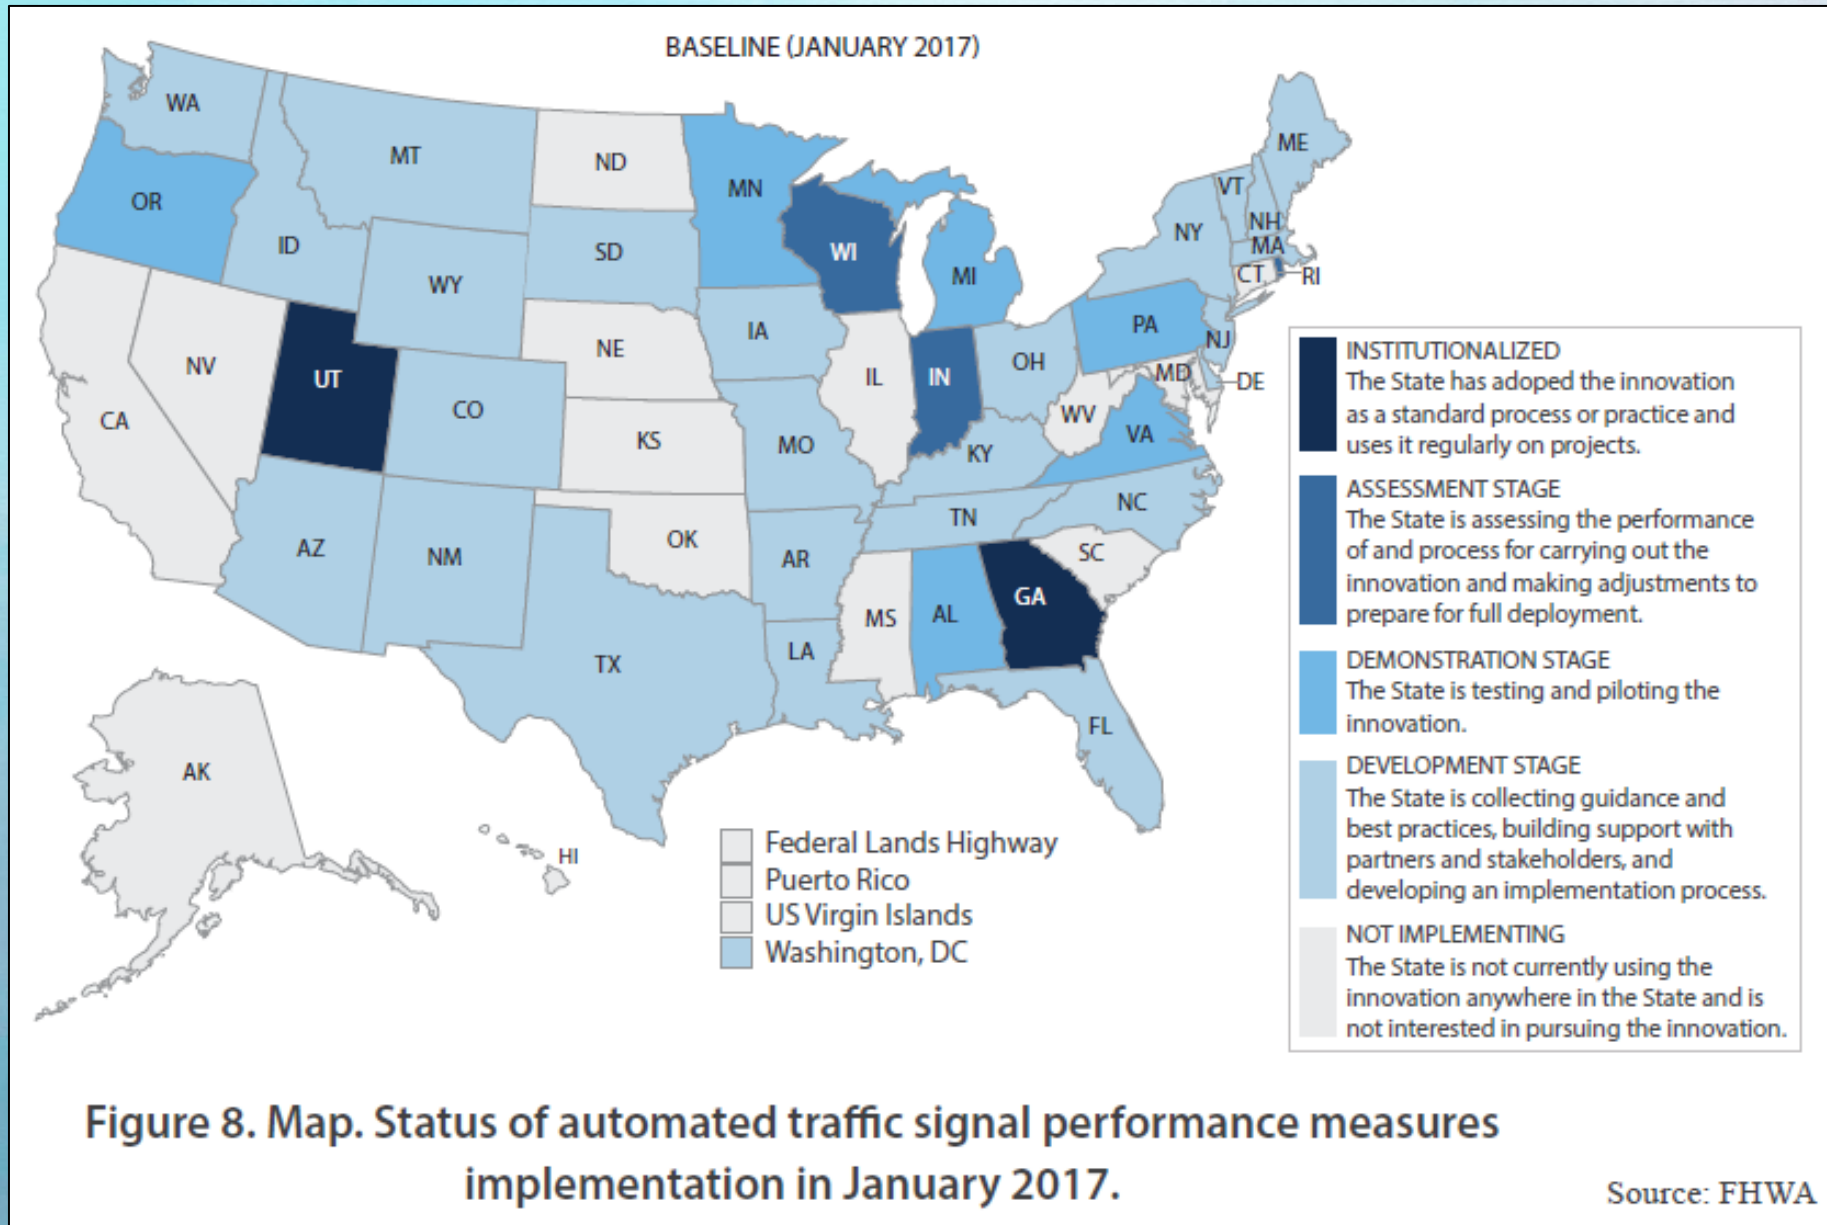 BASELINE (JANUARY 2017)
WA
MT
ND
MN
OR
ID
SD
WY
WI
MI
ME
VT
NH
NY
MA
CT
RI
NV
UT
CO
NE
IA
IL
IN
OH
PA
NJ
MD
DE
CA
KS
MO
KY
WV
VA
AZ
NM
OK
AR
TN
NC
SC
MS
AL
GA
TX
LA
FL
AK
HI
Federal Lands Highway
Puerto Rico
US Virgin Islands
Washington, DC
INSTITUTIONALIZED
The State has adoped the innovation
as a standard process or practice and
uses it regularly on projects.
ASSESSMENT STAGE
The State is assessing the performance
of and process for carrying out the
innovation and making adjustments to
prepare for full deployment.
DEMONSTRATION STAGE
The State is testing and piloting the
innovation.
DEVELOPMENT STAGE
The State is collecting guidance and
best practices, building support with
partners and stakeholders, and
developing an implementation process.
NOT IMPLEMENTING
The State is not currently using the
innovation anywhere in the State and is
not interested in pursuing the innovation.
Figure 8. Map. Status of automated traffic signal performance measures
implementation in January 2017.
Source: FHWA